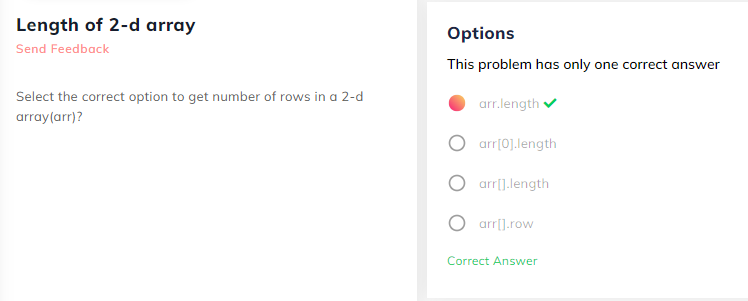 Length of 2-d array
Send Feedback
Select the correct option to get number of rows in a 2-d
array(arr)?
Options
This problem has only one correct answer
arr.length
arr[0].length
arr[].length
arr[].row
Correct Answer